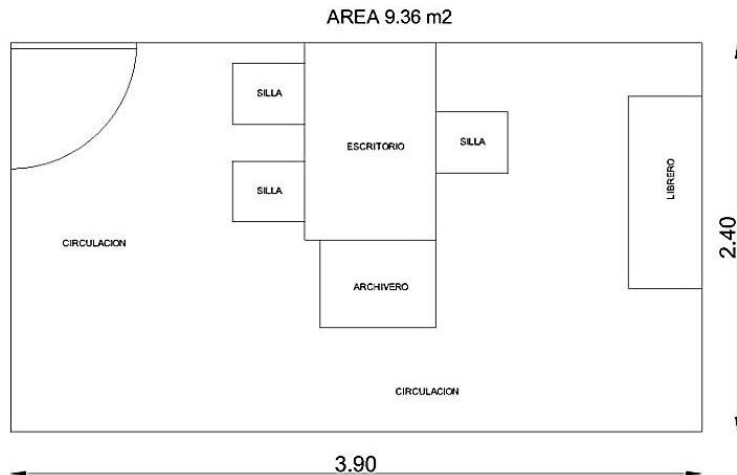 AREA 9.36 m2
SILLA
ESCRITORIO
SILLA
LIBRERO
SILLA
CIRCULACION
2.40
ARCHIVERO
CIRCULACION
3.90